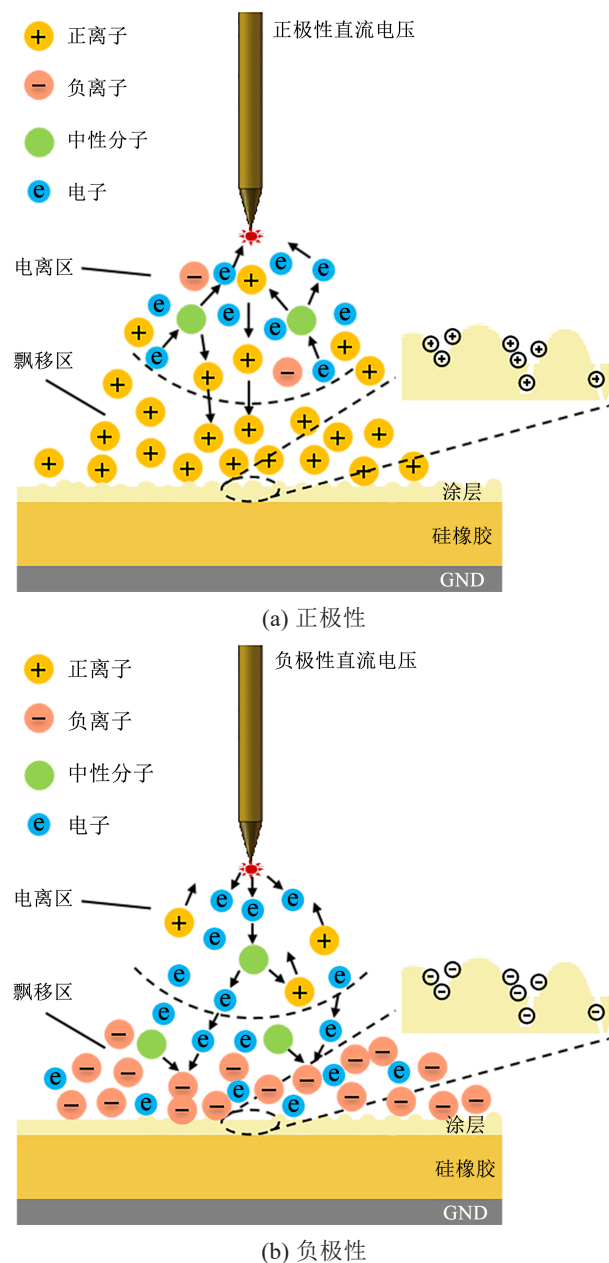 正离子
正极性直流电压
负离子
中性分子
电子
电离区
飘移区
涂层
硅橡胶
GND
(a) 正极性
正离子
负极性直流电压
负离子
中性分子
电子
电离区
飘移区
涂层
硅橡胶
GND
(b) 负极性